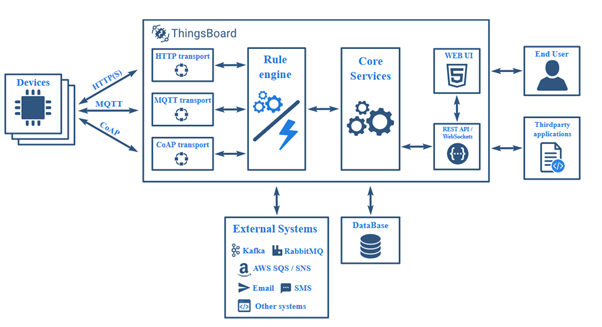 ThingsBoard
Devices
HTTP(S)
MQTT
CoAP
HTTP transport
MQTT transport
CoAP transport
Rule
engine
Core
Services
WEB UI
REST API /
WebSockets
End User
Thirdparty
applications
External Systems
Kafka
RabbitMQ
AWS SQS / SNS
Email
SMS
Other systems
DataBase